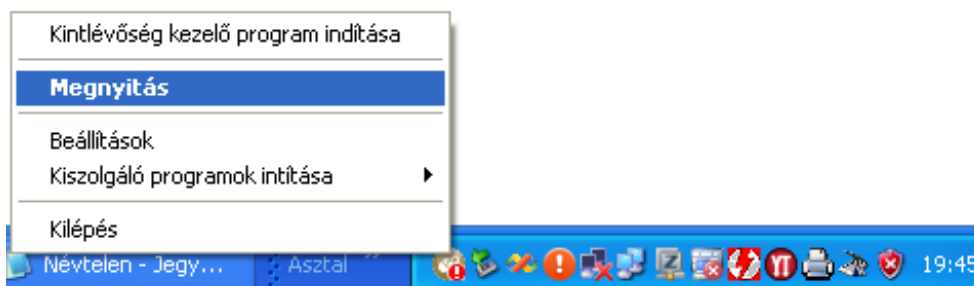 Kintlévőség kezelő program indítása
Megnyitás
Beállítások
Kiszolgáló programok intítása
Kilépés
Névtelen - Jegy...
Asztal
19:45